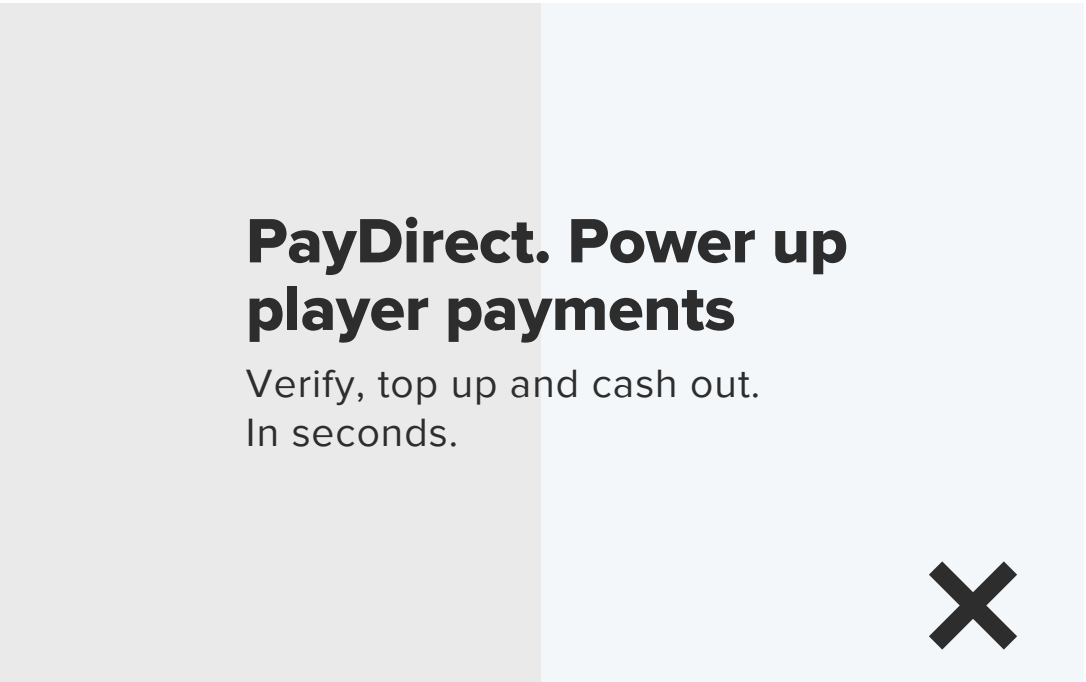 PayDirect. Power up
player payments
Verify, top up and cash out.
In seconds.